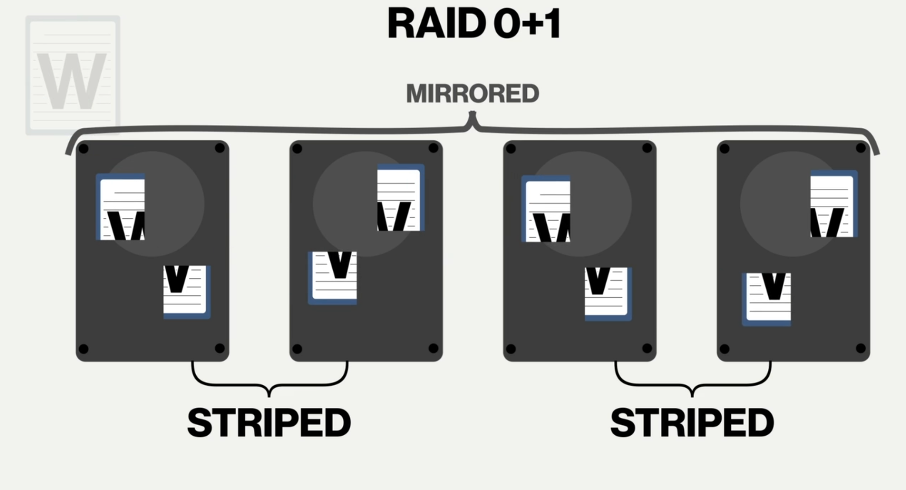 RAID 0+1
W
MIRRORED
STRIPED
STRIPED